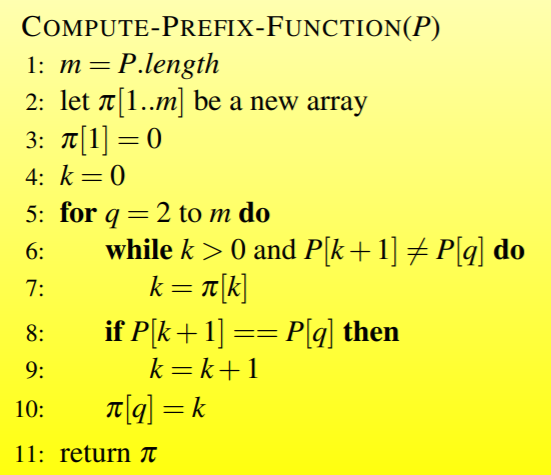 COMPUTE-PREFIX-FUNCTION(P)
1: m = P.length
2: let π[1..m] be a new array
3: π[1] = 0
4: k = 0
5: for q = 2 to m do
6: while k > 0 and P[k+1] ≠ P[q] do
7: k = π[k]
8: if P[k+1] == P[q] then
9: k = k+1
10: π[q] = k
11: return π